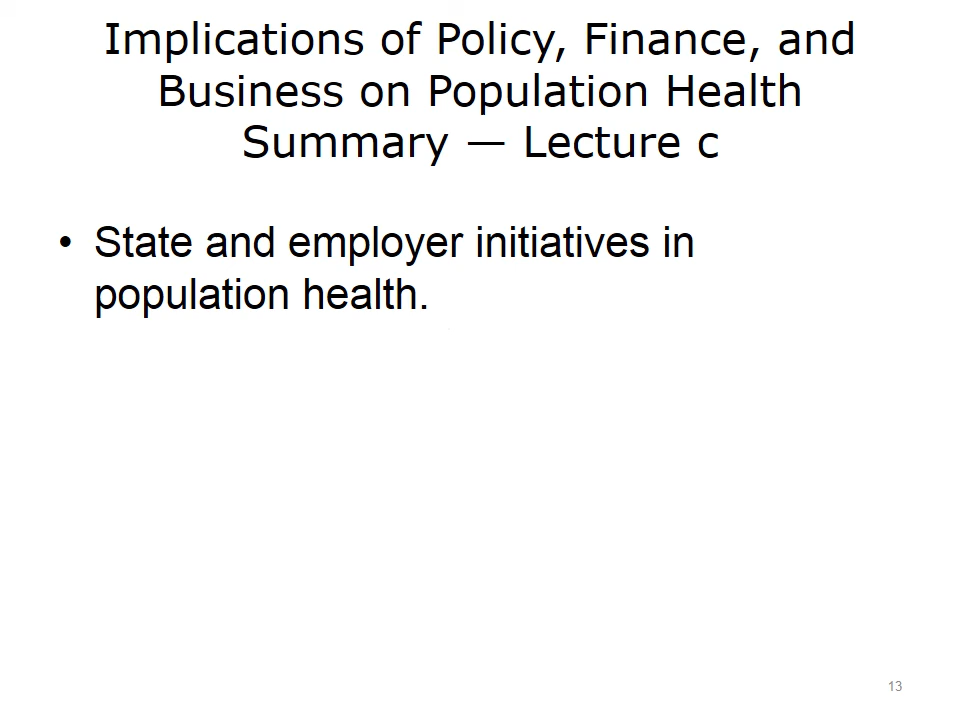 Implications of Policy, Finance, and
Business on Population Health
Summary — Lecture c
• State and employer initiatives in
population health.
13